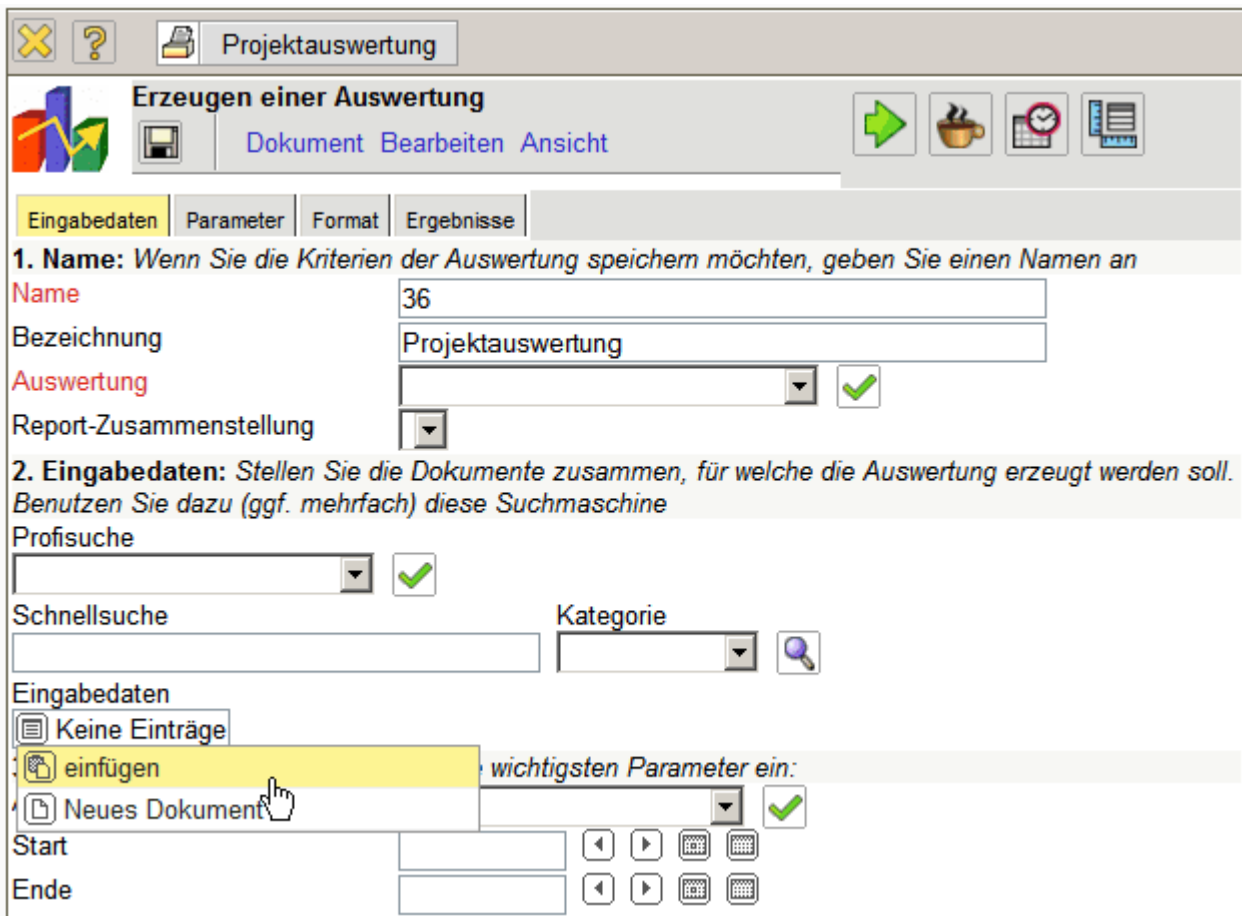 Projektauswertung
Erzeugen einer Auswertung
Dokument Bearbeiten Ansicht
Eingabedaten Parameter Format Ergebnisse
1. Name: Wenn Sie die Kriterien der Auswertung speichern möchten, geben Sie einen Namen an
Name 36
Bezeichnung Projektauswertung
Auswertung
Report-Zusammenstellung
2. Eingabedaten: Stellen Sie die Dokumente zusammen, für welche die Auswertung erzeugt werden soll.
Benutzen Sie dazu (ggf. mehrfach) diese Suchmaschine
Profisuche
Schnellsuche Kategorie
Eingabedaten
Keine Einträge
einfügen wichtigsten Parameter ein:
Neues Dokument
Start
Ende